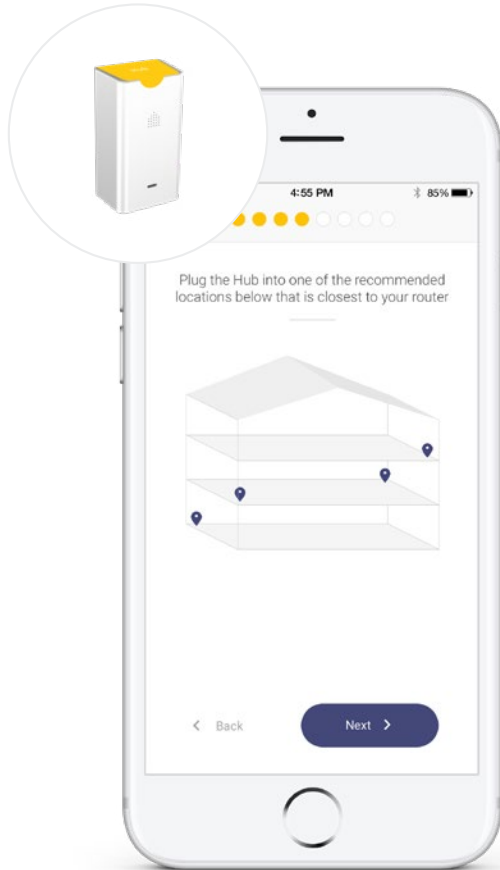 4:55 PM
85%
Plug the Hub into one of the recommended
locations below that is closest to your router
Back
Next